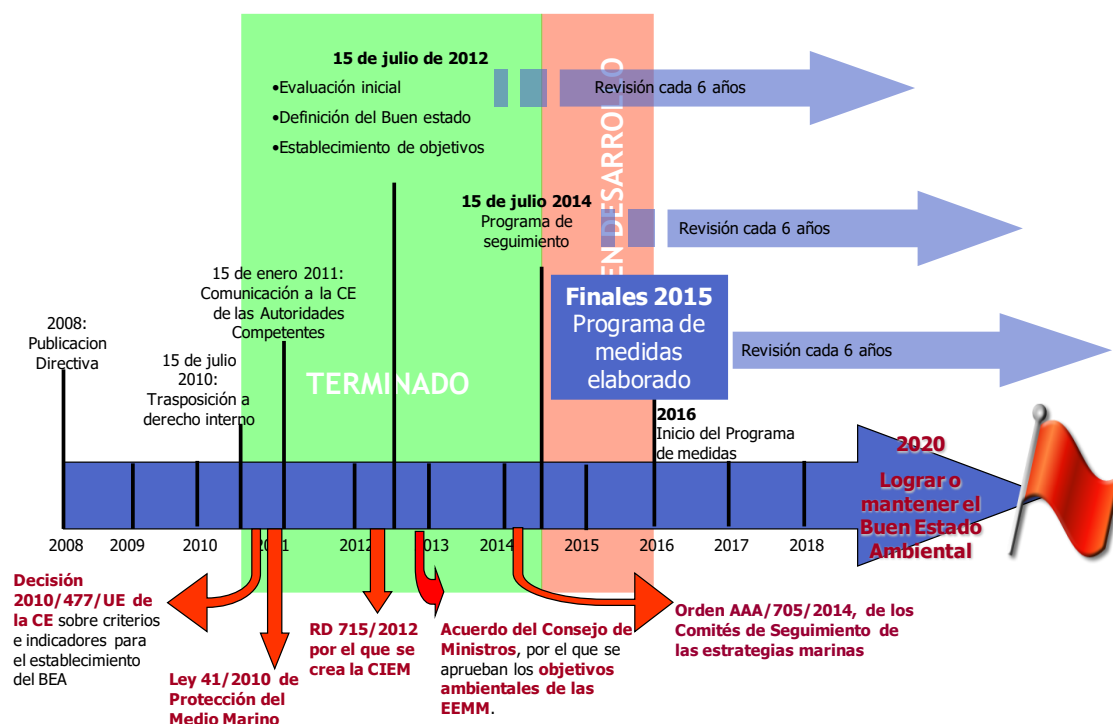 15 de julio de 2012
•Evaluación inicial
•Definición del Buen estado
•Establecimiento de objetivos
Revisión cada 6 años
EN DESARROLLO
15 de julio 2014
Programa de
seguimiento
Revisión cada 6 años
15 de enero 2011:
Comunicación a la CE
de las Autoridades
Competentes
Finales 2015
Programa de
medidas
elaborado
Revisión cada 6 años
2008:
Publicacion
Directiva
15 de julio
2010:
Trasposición a
derecho interno
TERMINADO
2016
Inicio del Programa
de medidas
2020
Lograr o
mantener el
Buen Estado
Ambiental
2008
2009
2010
2011
2012
2013
2014
2015
2016
2017
2018
Decisión
2010/477/UE de
la CE sobre criterios
e indicadores para
el establecimiento
del BEA
Ley 41/2010 de
Protección del
Medio Marino
RD 715/2012
por el que se
crea la CIEM
Acuerdo del Consejo de
Ministros, por el que se
aprueban los objetivos
ambientales de las
EEMM.
Orden AAA/705/2014, de los
Comités de Seguimiento de
las estrategias marinas